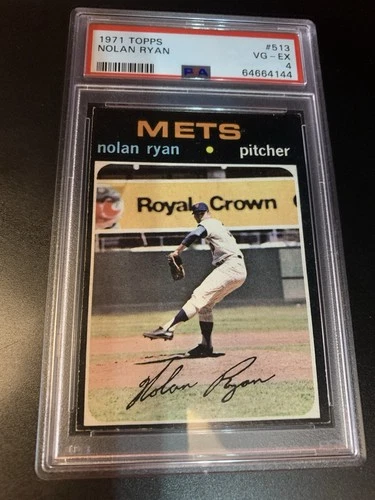 1971 TOPPS #513
NOLAN RYAN VG-EX
4
PSA 64664144
METS
nolan ryan pitcher
Royal Crown
Nolan Ryan